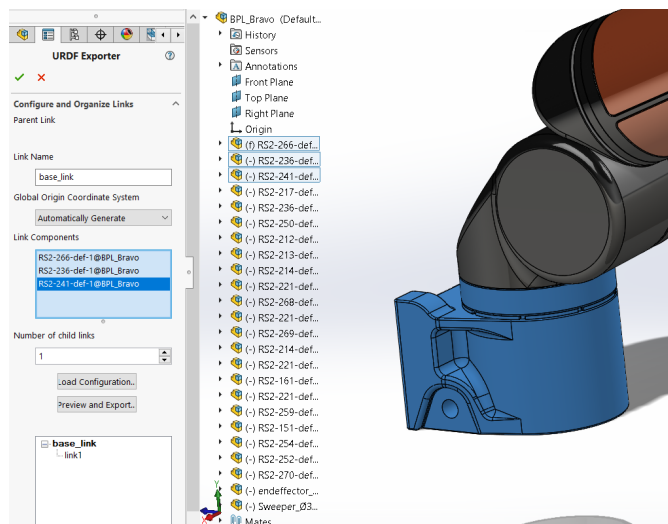 URDF Exporter
Configure and Organize Links
Parent Link
Link Name
base_link
Global Origin Coordinate System
Automatically Generate
Link Components
RS2-266-def-1@BPL_Bravo
RS2-236-def-1@BPL_Bravo
RS2-241-def-1@BPL_Bravo
Number of child links
1
Load Configuration..
Preview and Export..
base_link
link1
BPL_Bravo (Default...
History
Sensors
Annotations
Front Plane
Top Plane
Right Plane
Origin
(f) RS2-266-def...
(-) RS2-236-def...
(-) RS2-241-def...
(-) RS2-217-def...
(-) RS2-236-def...
(-) RS2-250-def...
(-) RS2-212-def...
(-) RS2-213-def...
(-) RS2-214-def...
(-) RS2-221-def...
(-) RS2-268-def...
(-) RS2-221-def...
(-) RS2-269-def...
(-) RS2-214-def...
(-) RS2-221-def...
(-) RS2-161-def...
(-) RS2-221-def...
(-) RS2-259-def...
(-) RS2-151-def...
(-) RS2-254-def...
(-) RS2-252-def...
(-) RS2-270-def...
(-) endeffector_...
(-) Sweeper_Ø3...
Mates
Y
X